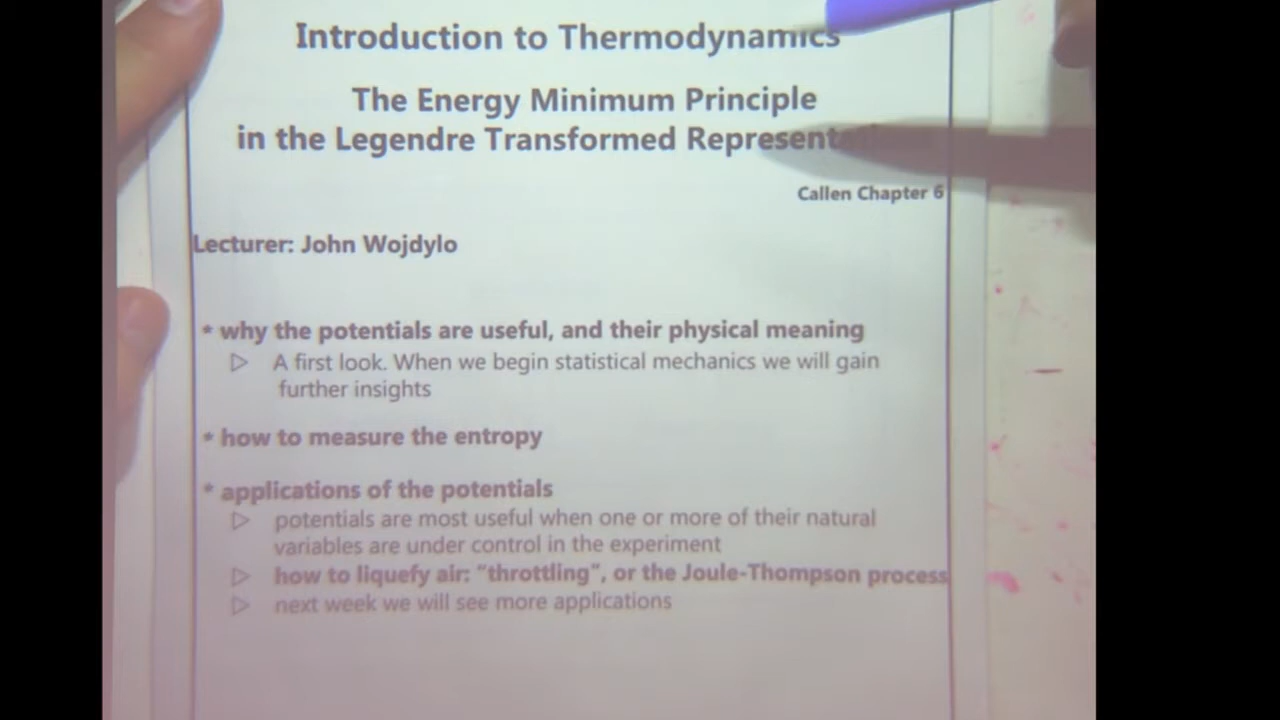 Introduction to Thermodynamics
The Energy Minimum Principle
in the Legendre Transformed
Callen Chapter 6
Lecturer: John Wojdylo
* why the potentials are useful, and their physical meaning
▷ A first look. When we begin statistical mechanics we will gain
further insights
* how to measure the entropy
* applications of the potentials
▷ potentials are most useful when one or more of their natural
variables are under control in the experiment
▷ how to liquefy air: “throttling”, or the Joule-Thompson process
▷ next week we will see more applications